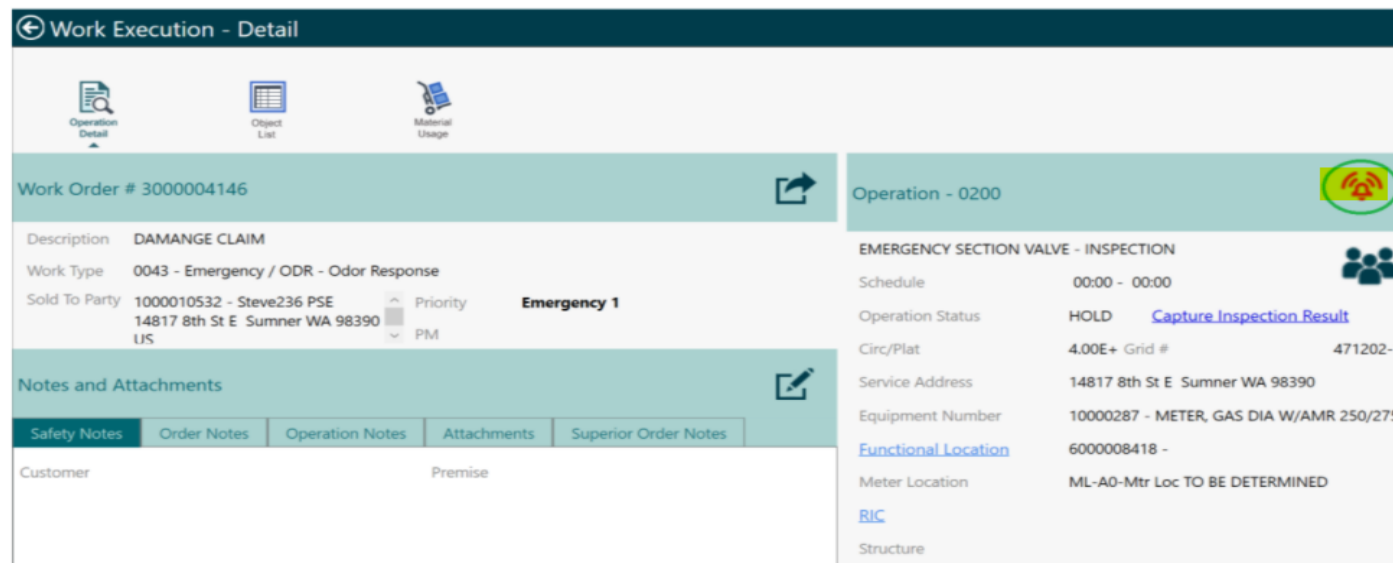 Work Execution - Detail
Operation
Detail
Object
List
Material
Usage
Work Order # 3000004146
Description DAMANGE CLAIM
Work Type 0043 - Emergency / ODR - Odor Response
Sold To Party 1000010532 - Steve236 PSE
14817 8th St E Sumner WA 98390
US
Priority Emergency 1
PM
Notes and Attachments
Safety Notes Order Notes Operation Notes Attachments Superior Order Notes
Customer Premise
Operation - 0200
EMERGENCY SECTION VALVE - INSPECTION
Schedule 00:00 - 00:00
Operation Status HOLD Capture Inspection Result
Circ/Plat 4.00E+ Grid # 471202-
Service Address 14817 8th St E Sumner WA 98390
Equipment Number 10000287 - METER, GAS DIA W/AMR 250/275
Functional Location 6000008418 -
Meter Location ML-A0-Mtr Loc TO BE DETERMINED
RIC
Structure